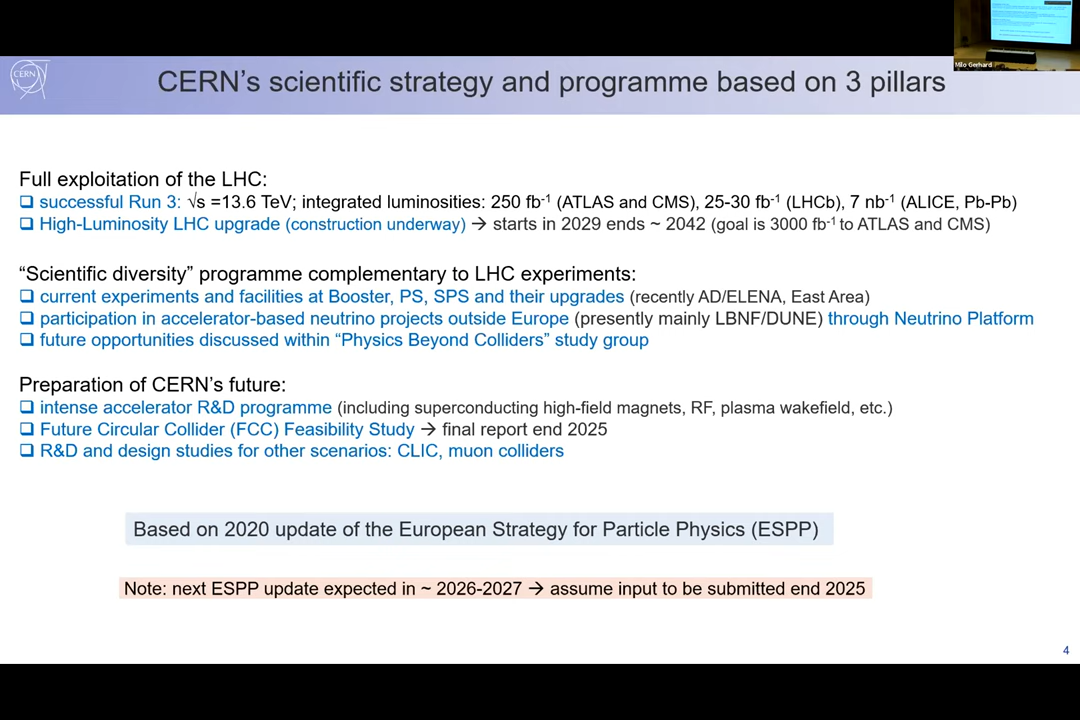 CERN
CERN's scientific strategy and programme based on 3 pillars
Milo Gerhard
Full exploitation of the LHC:
❑ successful Run 3: √s =13.6 TeV; integrated luminosities: 250 fb⁻¹ (ATLAS and CMS), 25-30 fb⁻¹ (LHCb), 7 nb⁻¹ (ALICE, Pb-Pb)
❑ High-Luminosity LHC upgrade (construction underway) → starts in 2029 ends ~ 2042 (goal is 3000 fb⁻¹ to ATLAS and CMS)
“Scientific diversity” programme complementary to LHC experiments:
❑ current experiments and facilities at Booster, PS, SPS and their upgrades (recently AD/ELENA, East Area)
❑ participation in accelerator-based neutrino projects outside Europe (presently mainly LBNF/DUNE) through Neutrino Platform
❑ future opportunities discussed within “Physics Beyond Colliders” study group
Preparation of CERN's future:
❑ intense accelerator R&D programme (including superconducting high-field magnets, RF, plasma wakefield, etc.)
❑ Future Circular Collider (FCC) Feasibility Study → final report end 2025
❑ R&D and design studies for other scenarios: CLIC, muon colliders
Based on 2020 update of the European Strategy for Particle Physics (ESPP)
Note: next ESPP update expected in ~ 2026-2027 → assume input to be submitted end 2025
4